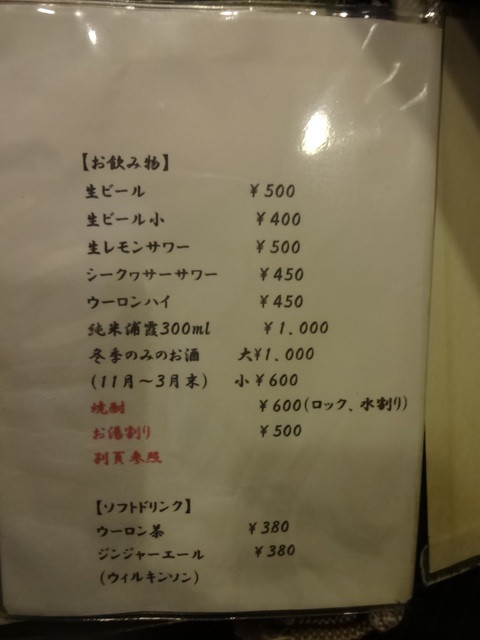 【お飲み物】
生ビール ￥500
生ビール小 ￥400
生レモンサワー ￥500
シークヮサーサワー ￥450
ウーロンハイ ￥450
純米浦霞300ml ￥1,000
冬季のみのお酒 大￥1,000
(11月～3月末) 小￥600
焼酎 ￥600(ロック、水割り)
お湯割り ￥500
別頁参照
【ソフトドリンク】
ウーロン茶 ￥380
ジンジャーエール ￥380
(ウィルキンソン)